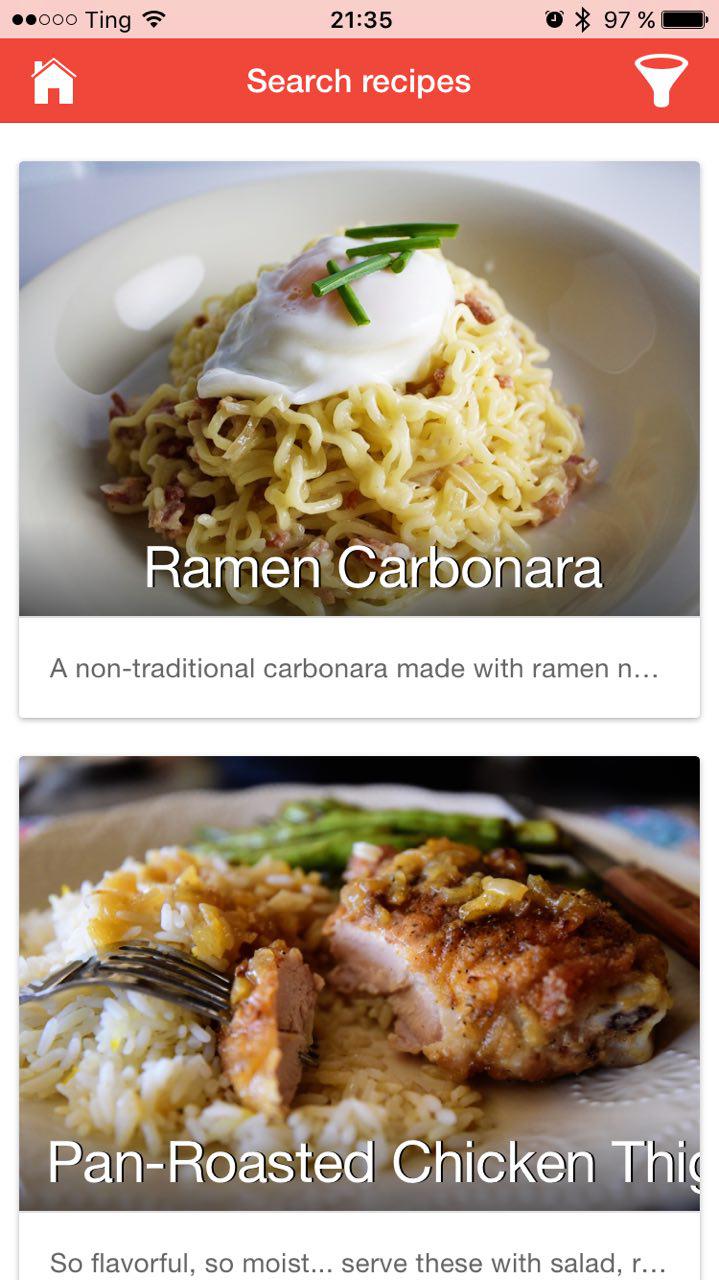 Ting 21:35 97 %
Search recipes
Ramen Carbonara
A non-traditional carbonara made with ramen n...
Pan-Roasted Chicken Thig
So flavorful, so moist... serve these with salad, r...